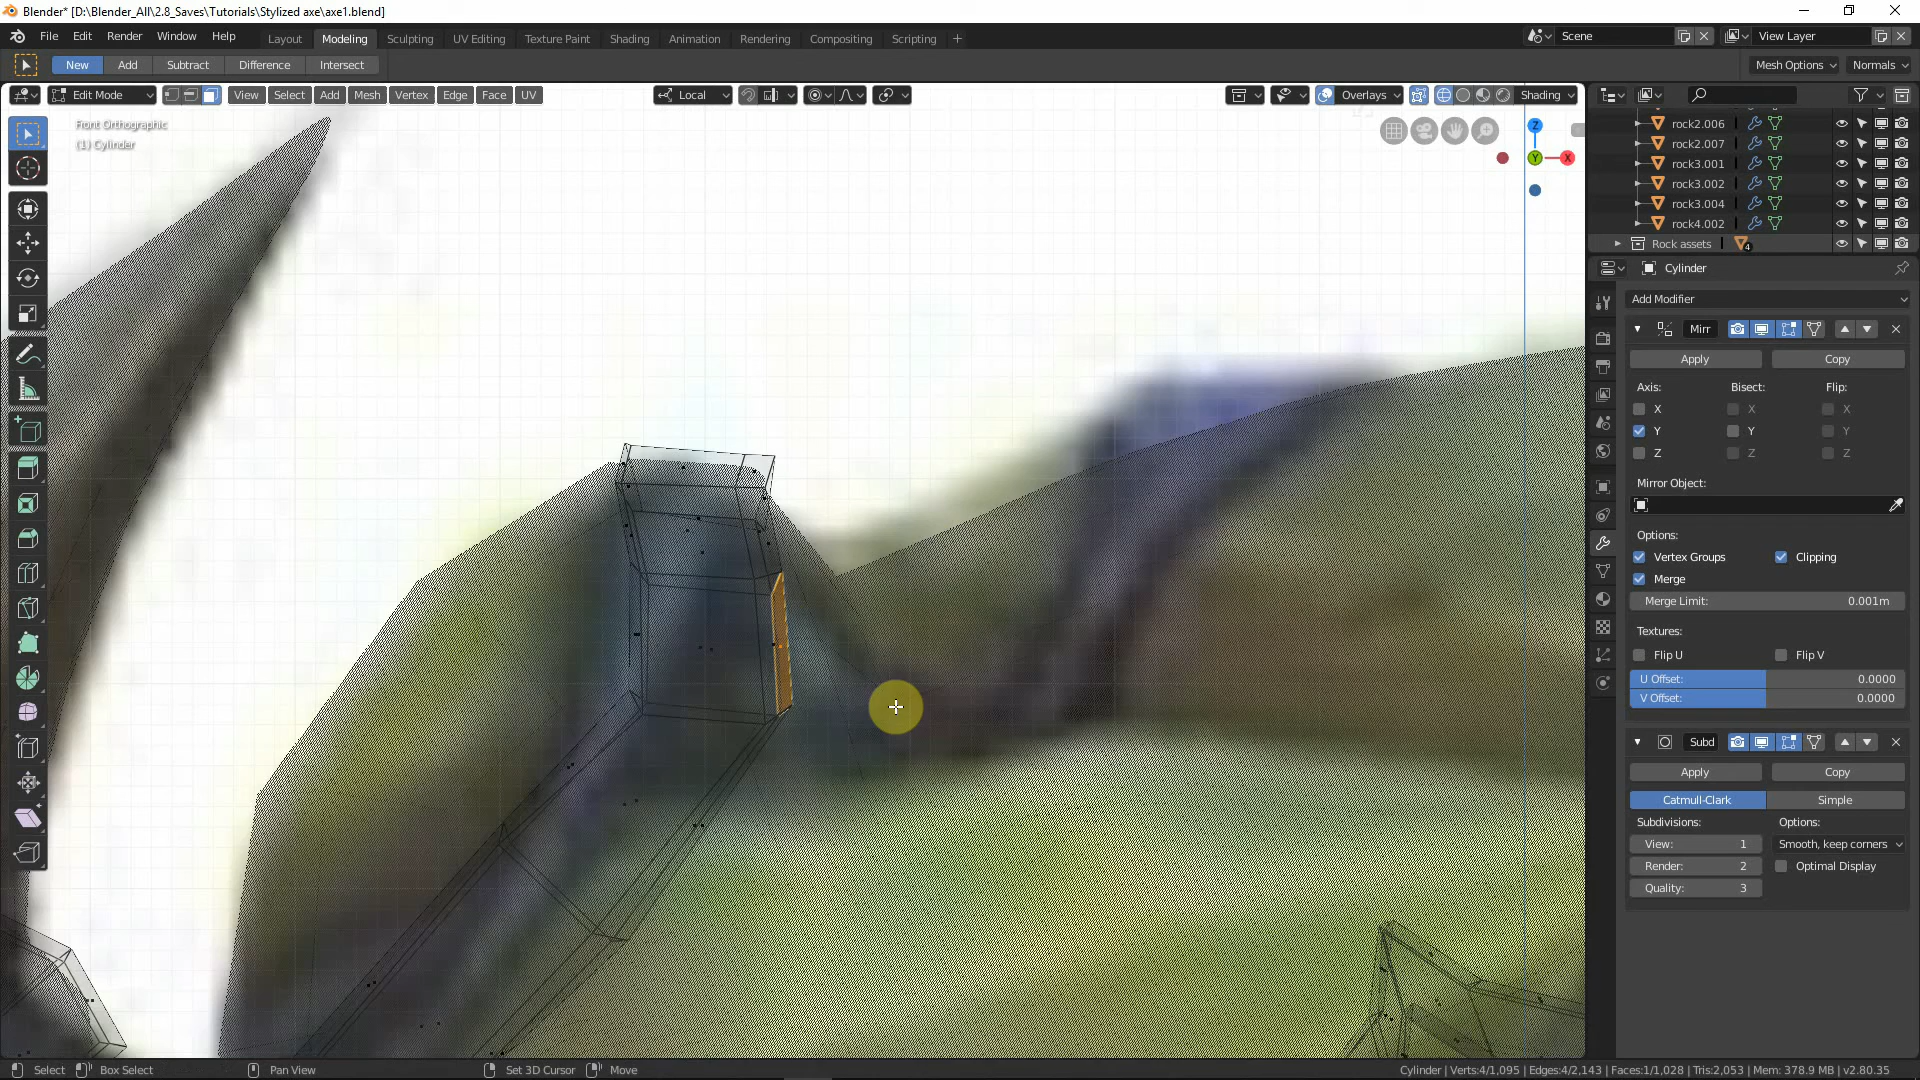 Blender* [D:\Blender_All\2.8_Saves\Tutorials\Stylized axe\axe1.blend]
File Edit Render Window Help Layout Modeling Sculpting UV Editing Texture Paint Shading Animation Rendering Compositing Scripting + Scene View Layer
New Add Subtract Difference Intersect Mesh Options Normals
Edit Mode View Select Add Mesh Vertex Edge Face UV Local Overlays Shading
Front Orthographic
(1) Cylinder
Z
Y
X
rock2.006
rock2.007
rock3.001
rock3.002
rock3.004
rock4.002
Rock assets 4
Cylinder
Add Modifier
Mirr
Apply Copy
Axis: Bisect: Flip:
X X X
Y Y Y
Z Z Z
Mirror Object:
Options:
Vertex Groups Clipping
Merge
Merge Limit: 0.001m
Textures:
Flip U Flip V
U Offset: 0.0000
V Offset: 0.0000
Subd
Apply Copy
Catmull-Clark Simple
Subdivisions: Options:
View: 1 Smooth, keep corners
Render: 2 Optimal Display
Quality: 3
Select Box Select Pan View Set 3D Cursor Move Cylinder | Verts:4/1,095 | Edges:4/2,143 | Faces:1/1,028 | Tris:2,053 | Mem: 378.9 MB | v2.80.35